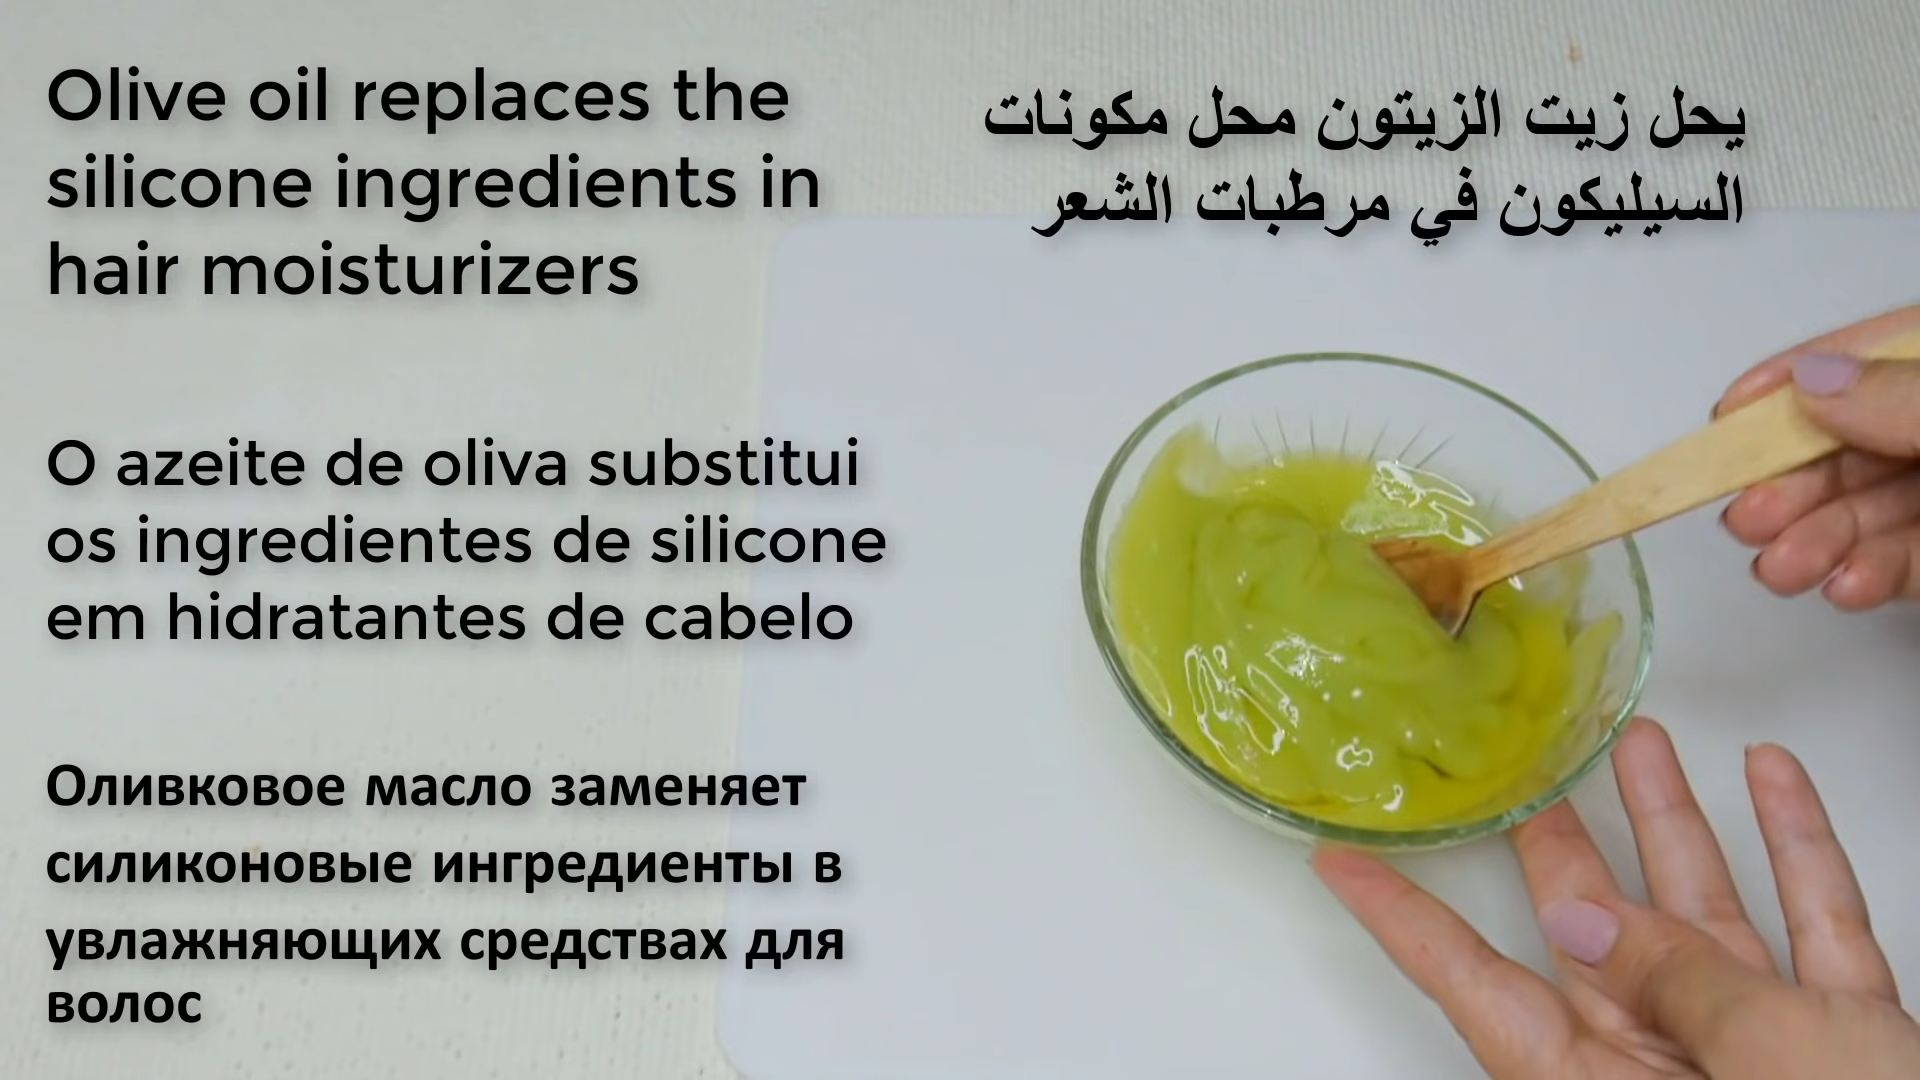 Olive oil replaces the
silicone ingredients in
hair moisturizers
يحل زيت الزيتون محل مكونات
السيليكون في مرطبات الشعر
O azeite de oliva substitui
os ingredientes de silicone
em hidratantes de cabelo
Оливковое масло заменяет
силиконовые ингредиенты в
увлажняющих средствах для
волос